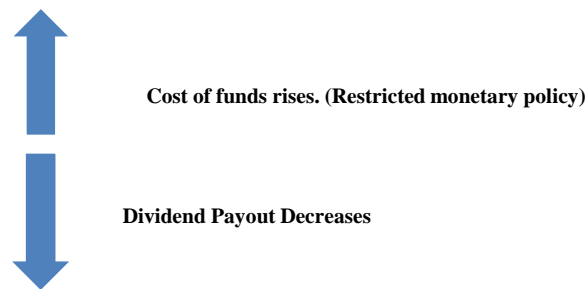 Cost of funds rises. (Restricted monetary policy)
Dividend Payout Decreases